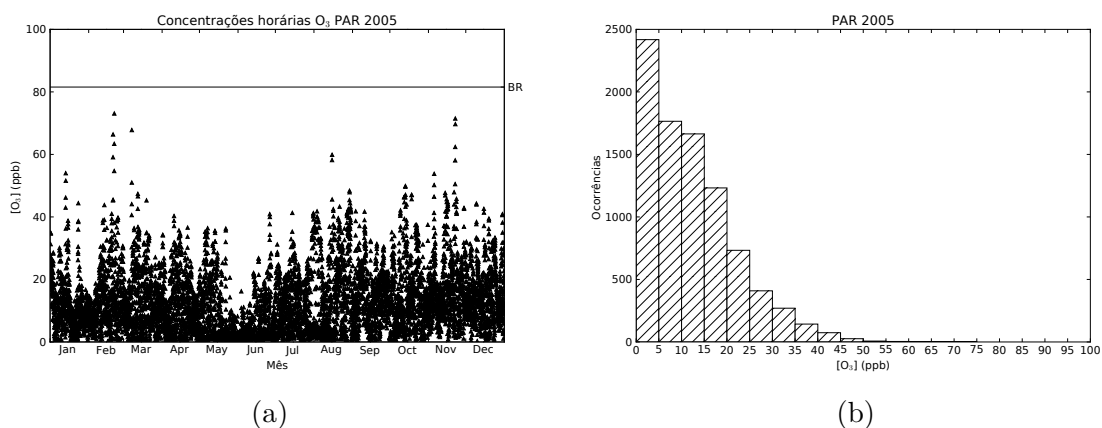 Concentrações horárias O₃ PAR 2005
100
80
60
40
20
0
[O₃] (ppb)
BR
Jan Feb Mar Apr May Jun Jul Aug Sep Oct Nov Dec
Mês
(a)
PAR 2005
2500
2000
1500
1000
500
0
Ocorrências
0 5 10 15 20 25 30 35 40 45 50 55 60 65 70 75 80 85 90 95 100
[O₃] (ppb)
(b)